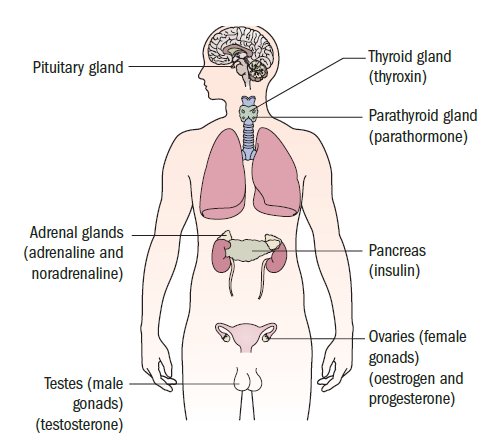 Pituitary gland
Thyroid gland
(thyroxin)
Parathyroid gland
(parathormone)
Adrenal glands
(adrenaline and
noradrenaline)
Pancreas
(insulin)
Ovaries (female
gonads)
(oestrogen and
progesterone)
Testes (male
gonads)
(testosterone)